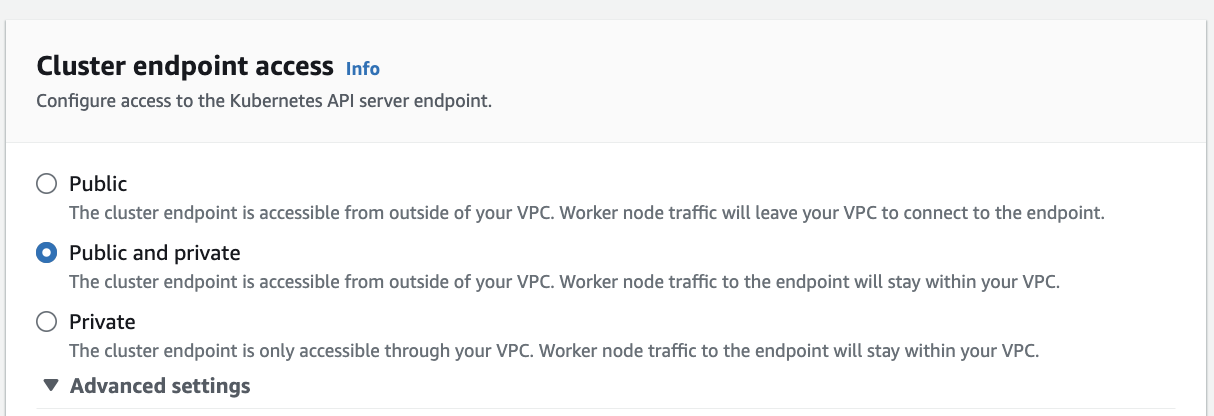 Cluster endpoint access Info
Configure access to the Kubernetes API server endpoint.
Public
The cluster endpoint is accessible from outside of your VPC. Worker node traffic will leave your VPC to connect to the endpoint.
Public and private
The cluster endpoint is accessible from outside of your VPC. Worker node traffic to the endpoint will stay within your VPC.
Private
The cluster endpoint is only accessible through your VPC. Worker node traffic to the endpoint will stay within your VPC.
Advanced settings